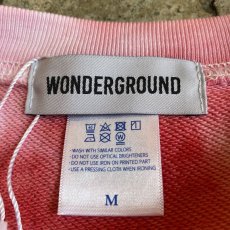 WONDERGROUND
- WASH WITH SIMILAR COLORS
- DO NOT USE OPTICAL BRIGHTENERS
- DO NOT USE IRON ON PRINTED AREA
- USE A PRESSING CLOTH WHEN IRONING
M